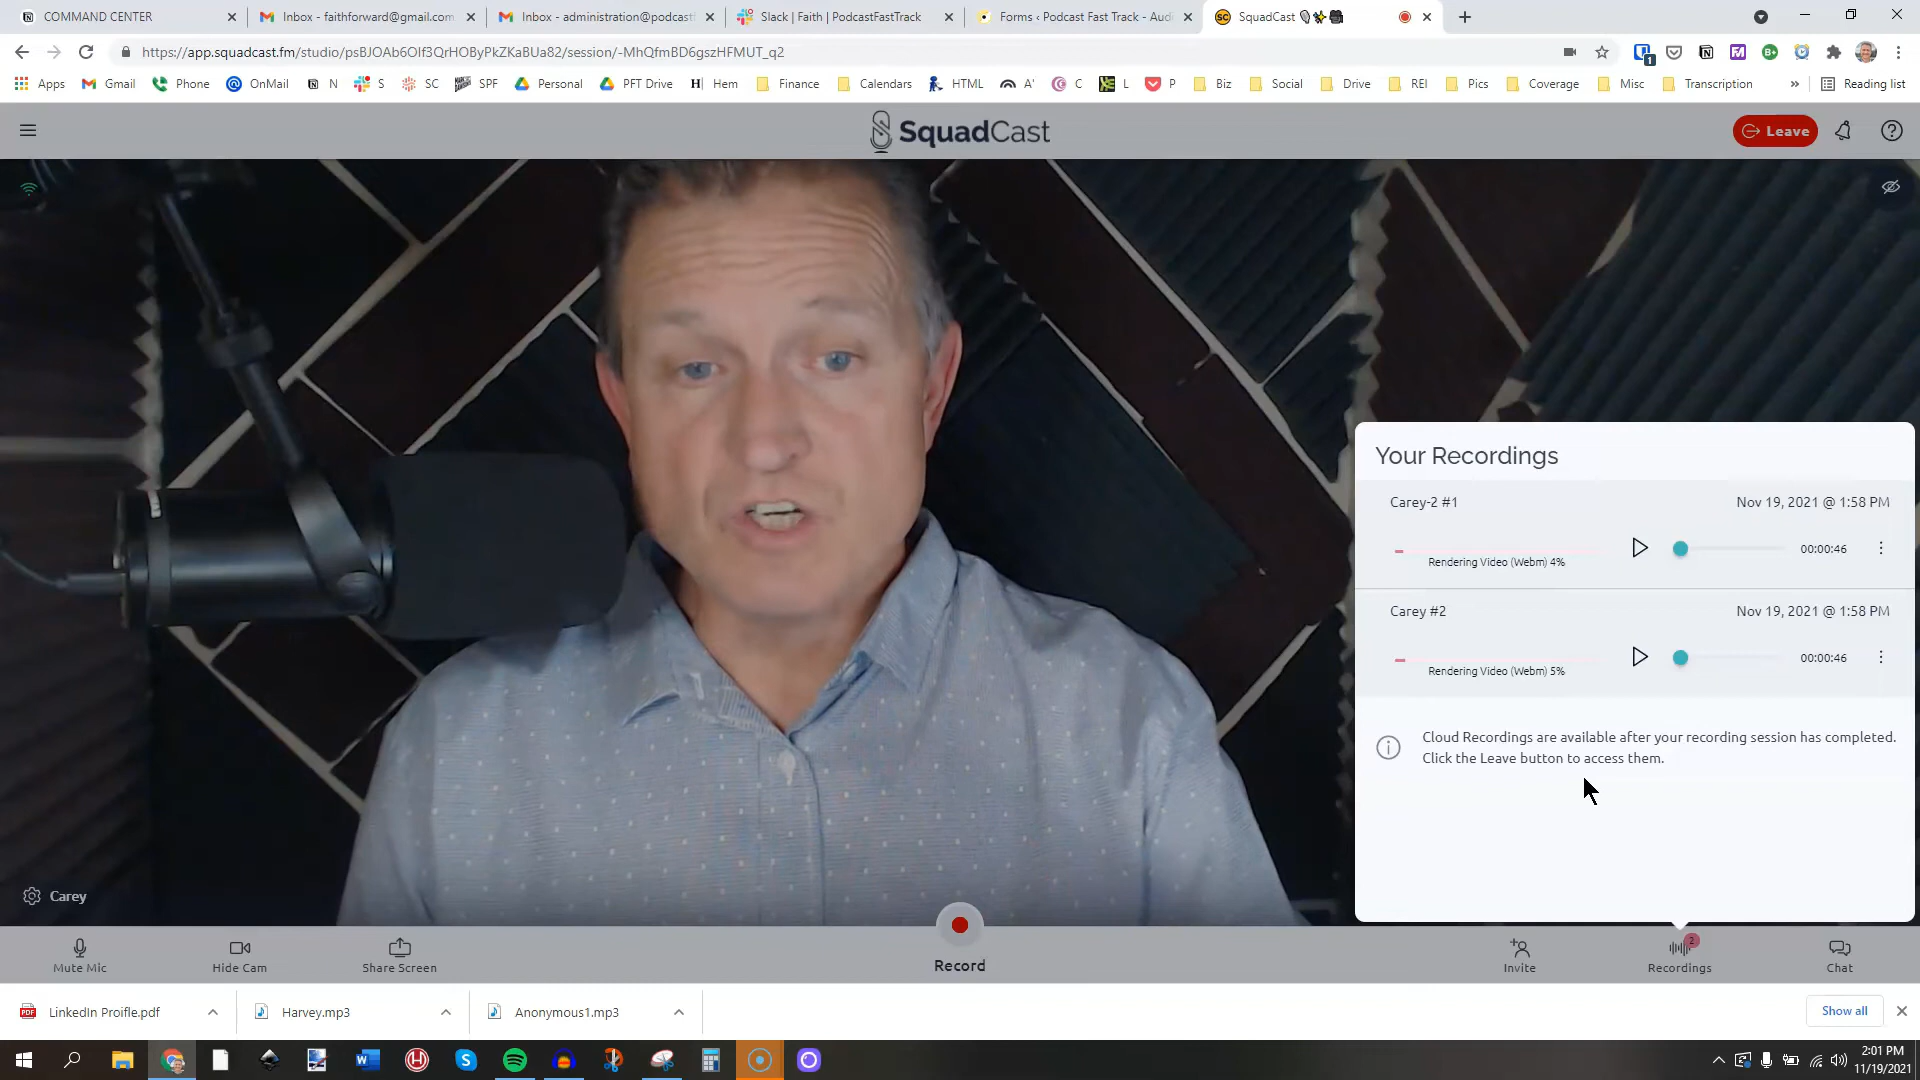 COMMAND CENTER
Inbox - faithforward@gmail.com
Inbox - administration@podcast
Slack | Faith | PodcastFastTrack
Forms ‹ Podcast Fast Track - Audi
SquadCast
https://app.squadcast.fm/studio/psBJOAb6OIf3QrHOByPkZKaBUa82/session/-MhQfmBD6gszHFMUT_q2
Apps
Gmail
Phone
OnMail
N
S
SC
SPF
Personal
PFT Drive
Hem
Finance
Calendars
HTML
A'
C
L
P
Biz
Social
Drive
REI
Pics
Coverage
Misc
Transcription
»
Reading list
SquadCast
Leave
Your Recordings
Carey-2 #1
Nov 19, 2021 @ 1:58 PM
Rendering Video (Webm) 4%
00:00:46
Carey #2
Nov 19, 2021 @ 1:58 PM
Rendering Video (Webm) 5%
00:00:46
Cloud Recordings are available after your recording session has completed.
Click the Leave button to access them.
Carey
Mute Mic
Hide Cam
Share Screen
Record
Invite
2
Recordings
Chat
LinkedIn Proifle.pdf
Harvey.mp3
Anonymous1.mp3
Show all
2:01 PM
11/19/2021